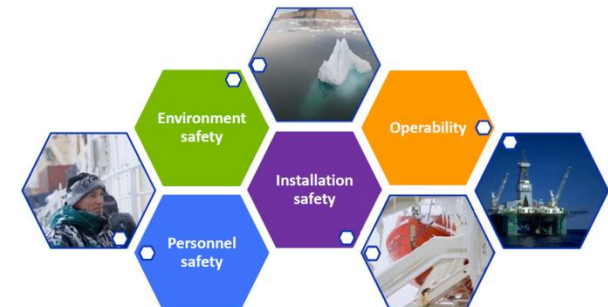 Environment
safety
Operability
Installation
safety
Personnel
safety